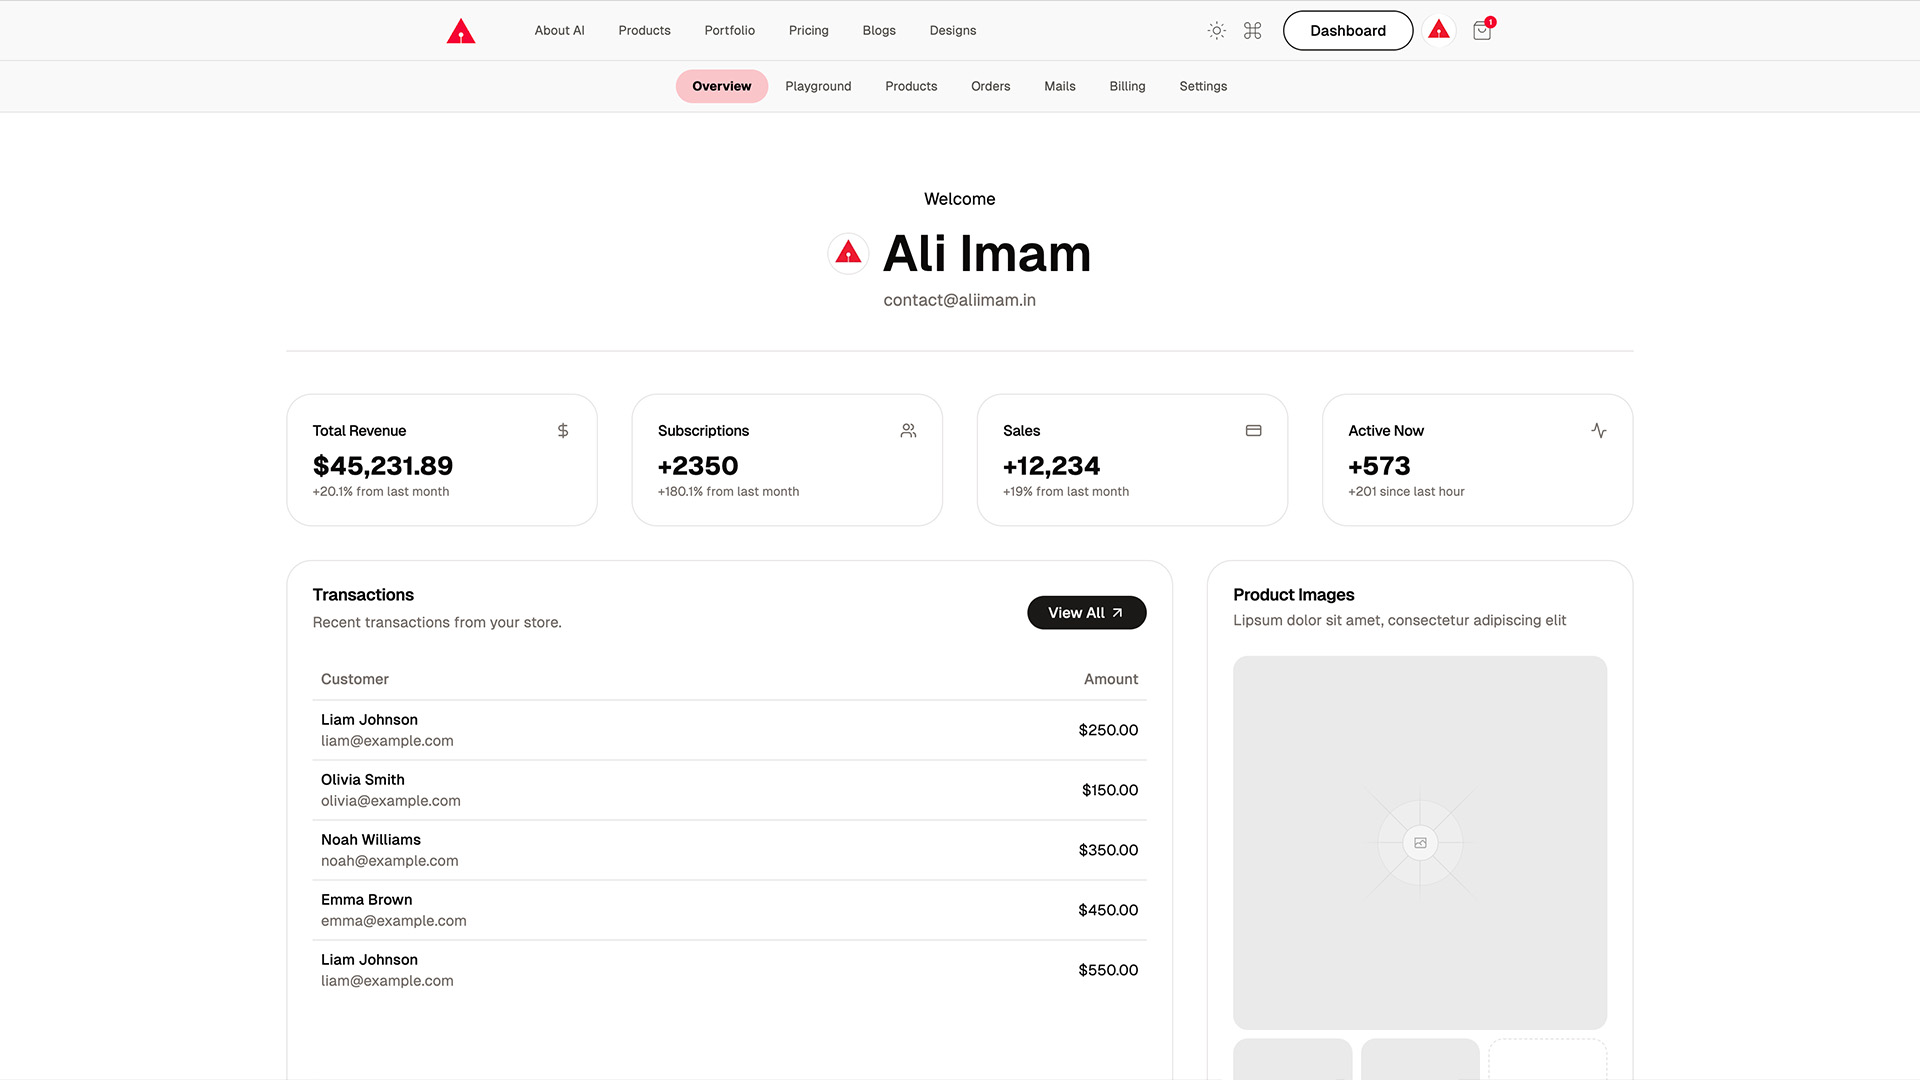 About AI Products Portfolio Pricing Blogs Designs Dashboard 1
Overview Playground Products Orders Mails Billing Settings
Welcome
Ali Imam
contact@aliimam.in
Total Revenue
$45,231.89
+20.1% from last month
Subscriptions
+2350
+180.1% from last month
Sales
+12,234
+19% from last month
Active Now
+573
+201 since last hour
Transactions
Recent transactions from your store.
View All
Customer Amount
Liam Johnson
liam@example.com
$250.00
Olivia Smith
olivia@example.com
$150.00
Noah Williams
noah@example.com
$350.00
Emma Brown
emma@example.com
$450.00
Liam Johnson
liam@example.com
$550.00
Product Images
Lipsum dolor sit amet, consectetur adipiscing elit